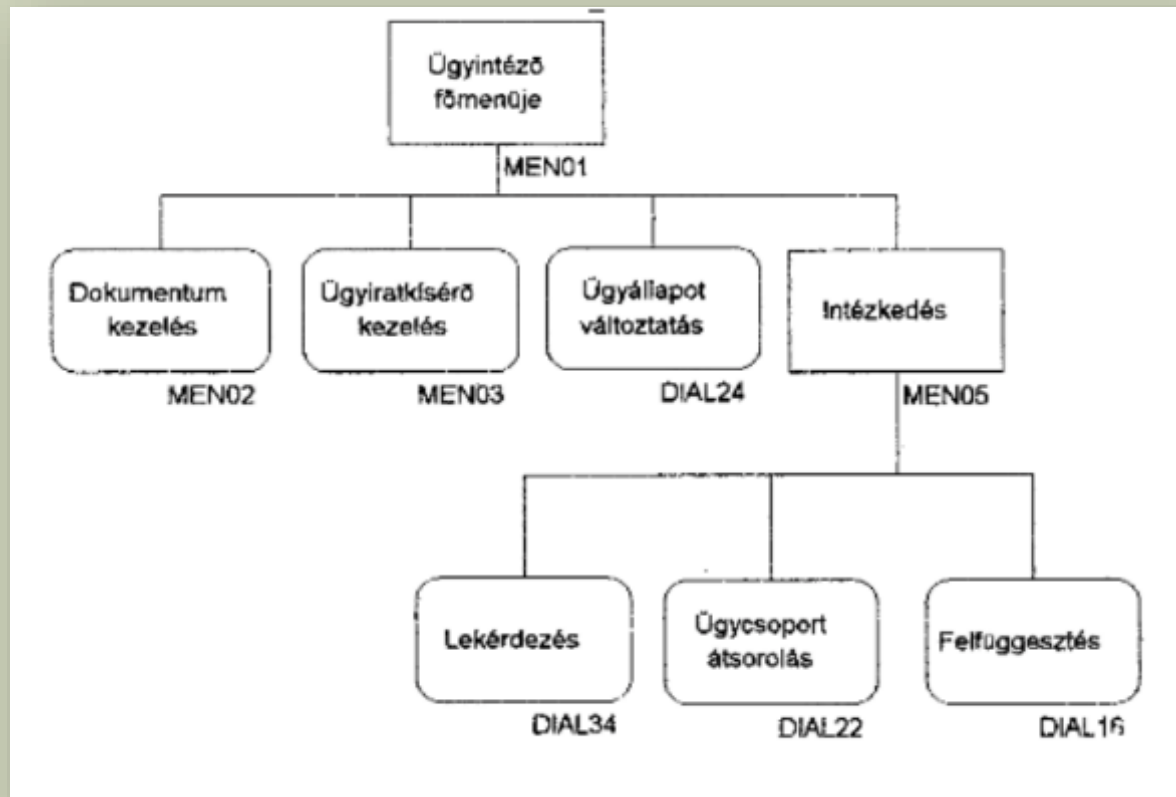 Ügyintéző
főmenüje
MEN01
Dokumentum
kezelés
MEN02
Ügyiratkísérő
kezelés
MEN03
Ügyállapot
változtatás
DIAL24
Intézkedés
MEN05
Lekérdezés
DIAL34
Ügycsoport
átsorolás
DIAL22
Felfüggesztés
DIAL16